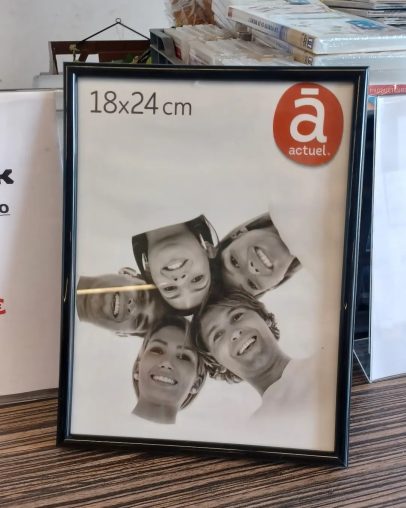 18x24 cm
ā
actuel
K
o
€